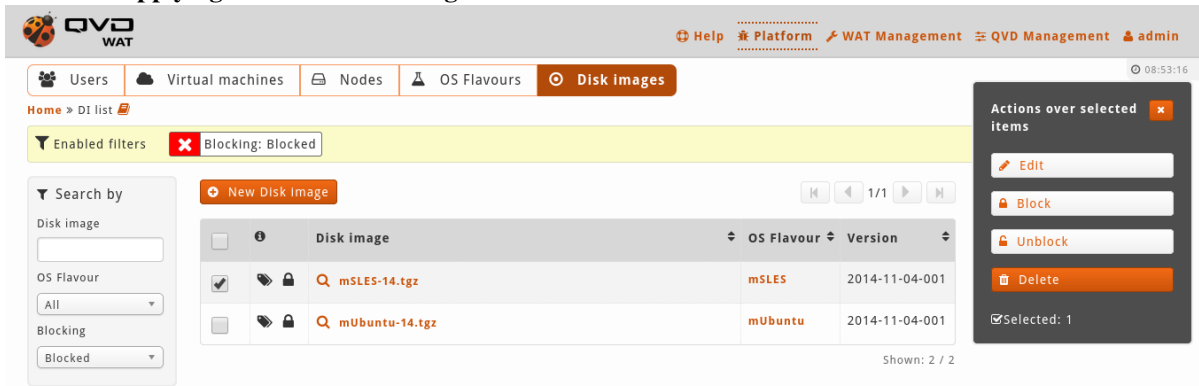 QVD
WAT
Help Platform WAT Management QVD Management admin
Users Virtual machines Nodes OS Flavours Disk images
08:53:16
Home » DI list
Enabled filters Blocking: Blocked
Actions over selected
items
Edit
Block
Unblock
Delete
Selected: 1
Search by
Disk image
OS Flavour
All
Blocking
Blocked
New Disk image
1/1
Disk image OS Flavour Version
mSLES-14.tgz mSLES 2014-11-04-001
mUbuntu-14.tgz mUbuntu 2014-11-04-001
Shown: 2 / 2